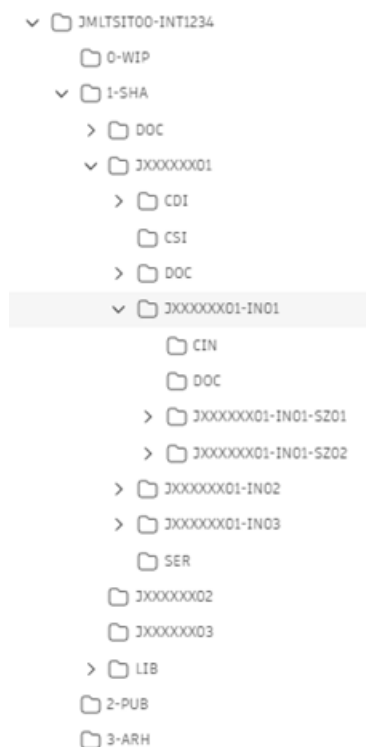 JMLTSIT00-INT1234
0-WIP
1-SHA
DOC
JXXXXXX01
CDI
CSI
DOC
JXXXXXX01-IN01
CIN
DOC
JXXXXXX01-IN01-SZ01
JXXXXXX01-IN01-SZ02
JXXXXXX01-IN02
JXXXXXX01-IN03
SER
JXXXXXX02
JXXXXXX03
LIB
2-PUB
3-ARH